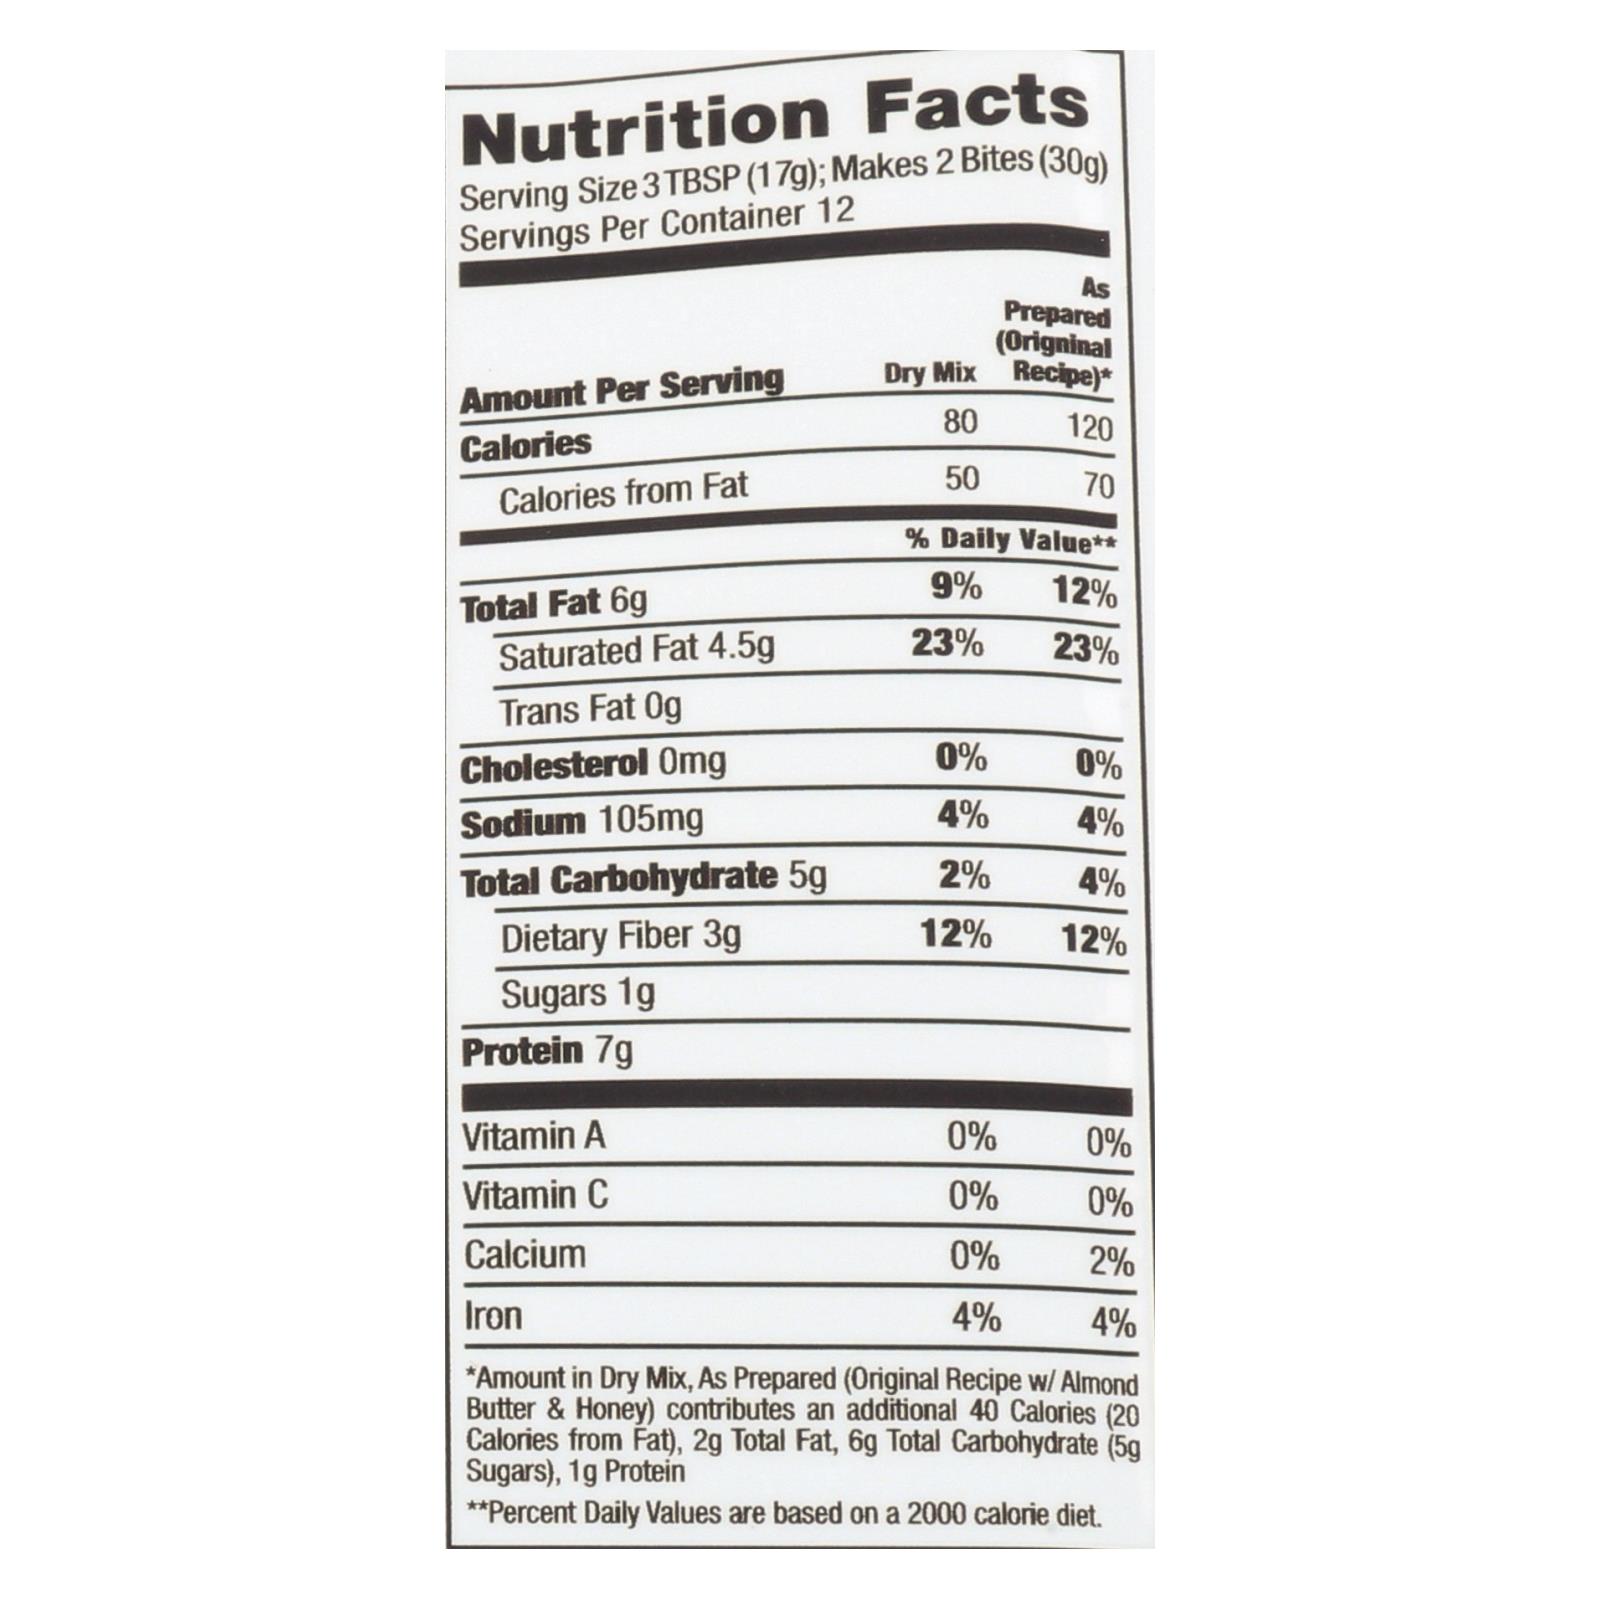 Nutrition Facts
Serving Size 3 TBSP (17g); Makes 2 Bites (30g)
Servings Per Container 12
As
Prepared
(Origninal
Amount Per Serving Dry Mix Recipe)*
Calories 80 120
Calories from Fat 50 70
% Daily Value**
Total Fat 6g 9% 12%
Saturated Fat 4.5g 23% 23%
Trans Fat 0g
Cholesterol 0mg 0% 0%
Sodium 105mg 4% 4%
Total Carbohydrate 5g 2% 4%
Dietary Fiber 3g 12% 12%
Sugars 1g
Protein 7g
Vitamin A 0% 0%
Vitamin C 0% 0%
Calcium 0% 2%
Iron 4% 4%
*Amount in Dry Mix, As Prepared (Original Recipe w/ Almond
Butter & Honey) contributes an additional 40 Calories (20
Calories from Fat), 2g Total Fat, 6g Total Carbohydrate (5g
Sugars), 1g Protein
**Percent Daily Values are based on a 2000 calorie diet.